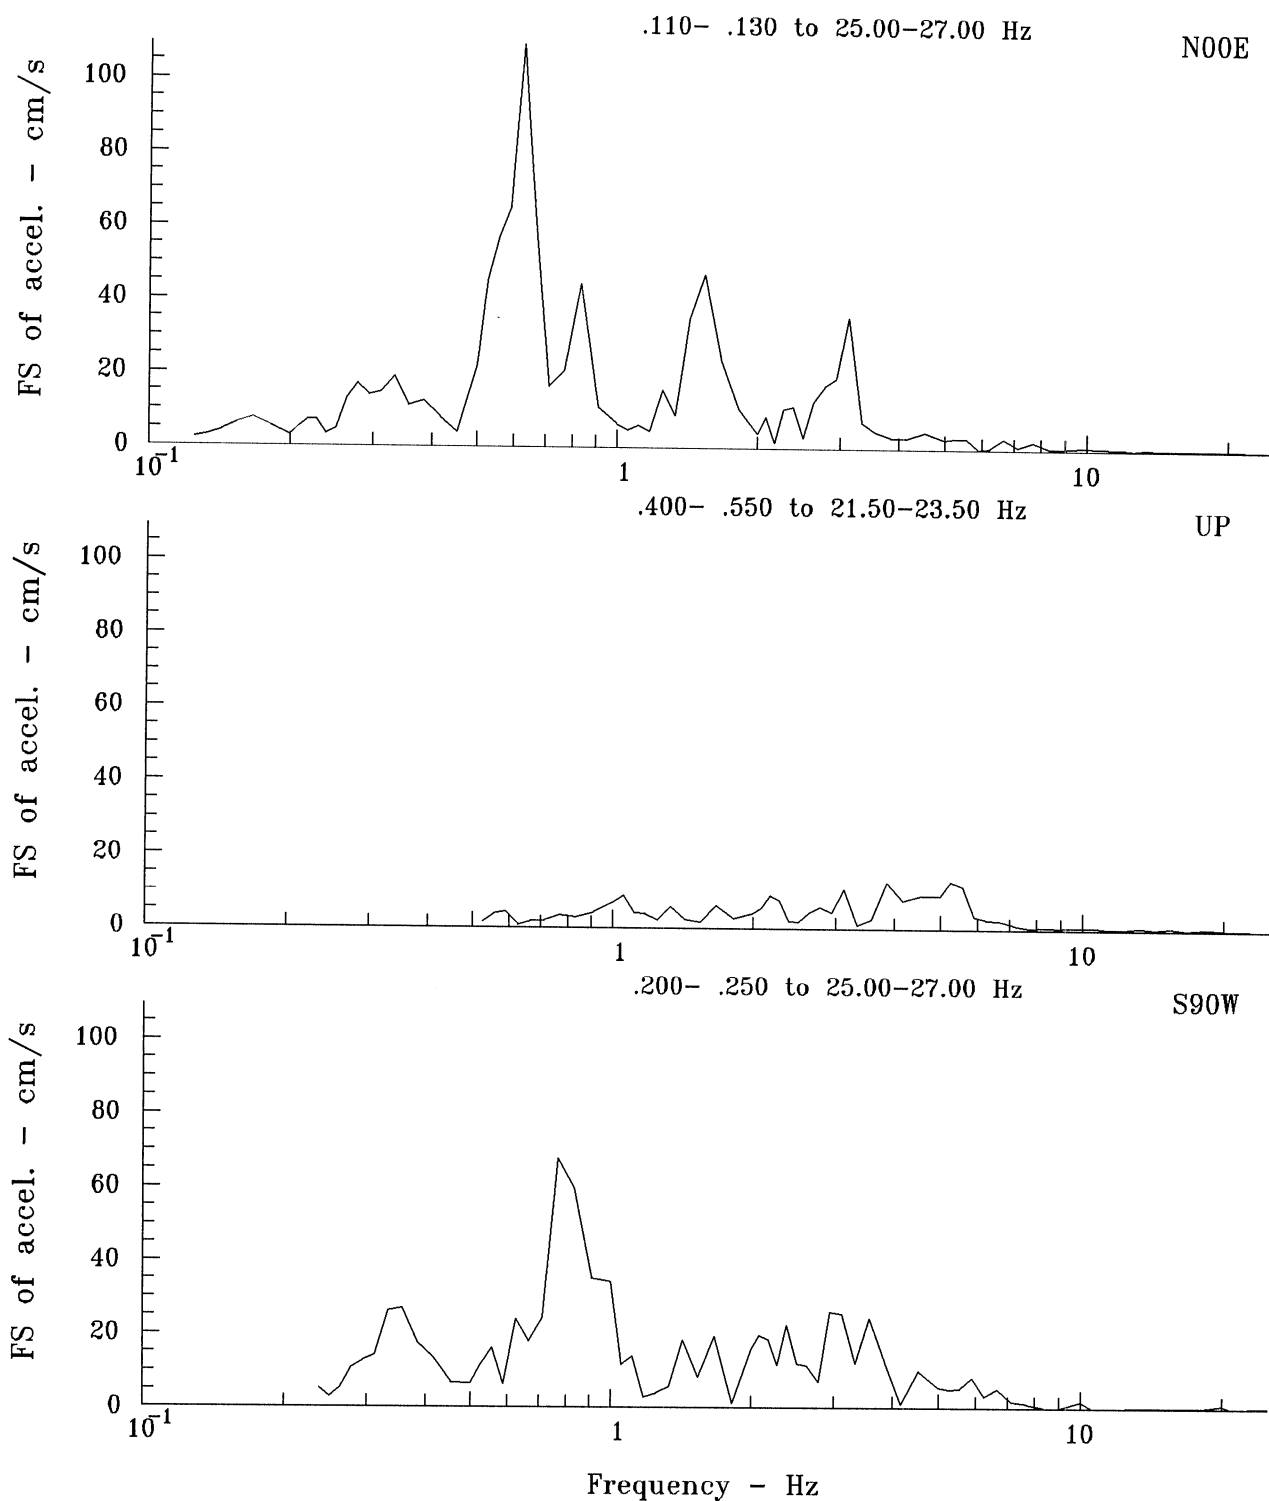 .110- .130 to 25.00-27.00 Hz
N00E
FS of accel. - cm/s
100
80
60
40
20
0
10-1
1
10
.400- .550 to 21.50-23.50 Hz
UP
FS of accel. - cm/s
100
80
60
40
20
0
10-1
1
10
.200- .250 to 25.00-27.00 Hz
S90W
FS of accel. - cm/s
100
80
60
40
20
0
10-1
1
10
Frequency - Hz